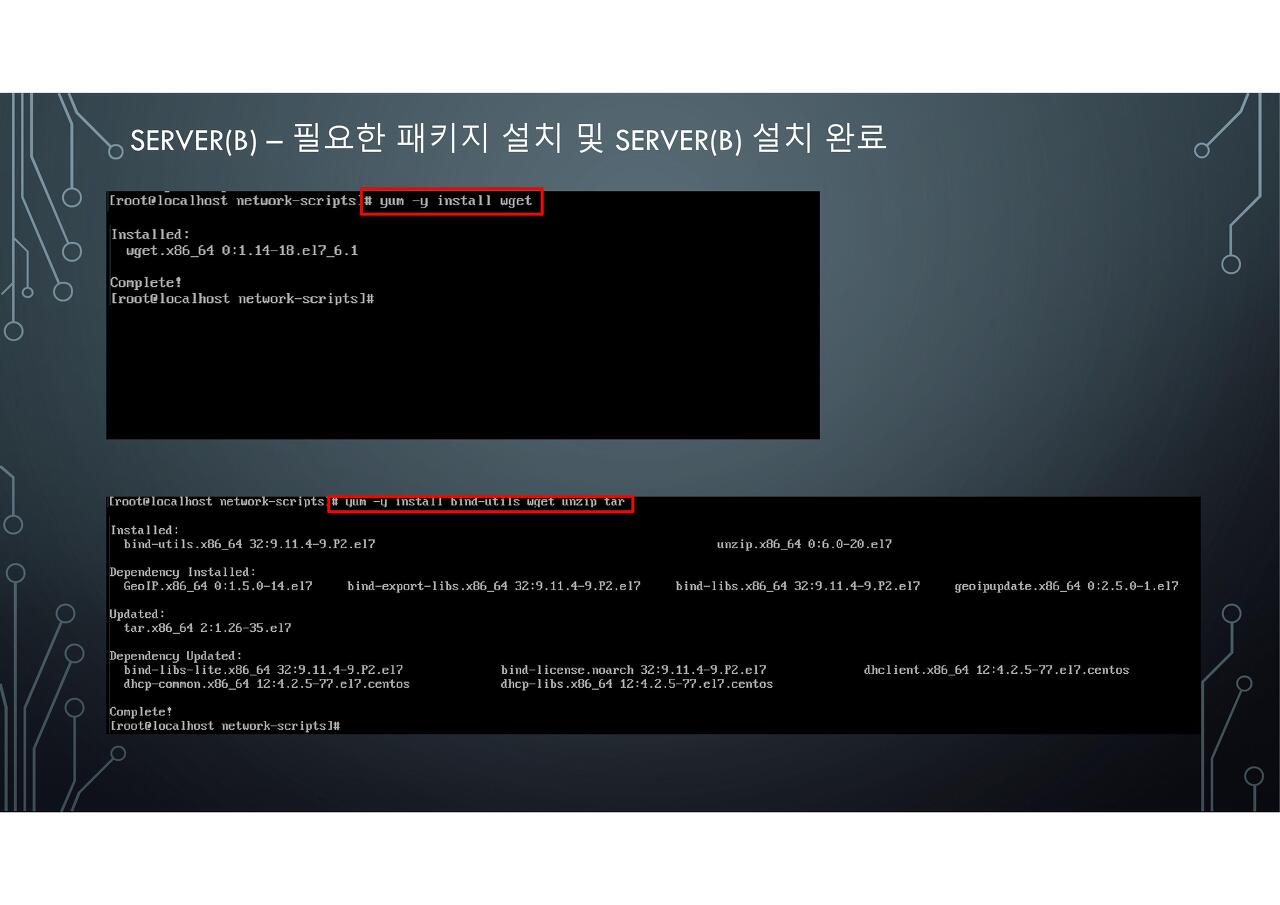 SERVER(B) – 필요한 패키지 설치 및 SERVER(B) 설치 완료
[root@localhost network-scripts]# yum -y install wget
Installed:
wget.x86_64 0:1.14-18.el7_6.1
Complete!
[root@localhost network-scripts]#
[root@localhost network-scripts]# yum -y install bind-utils wget unzip tar
Installed:
bind-utils.x86_64 32:9.11.4-9.P2.el7 unzip.x86_64 0:6.0-20.el7
Dependency Installed:
GeoIP.x86_64 0:1.5.0-14.el7 bind-export-libs.x86_64 32:9.11.4-9.P2.el7 bind-libs.x86_64 32:9.11.4-9.P2.el7 geoipupdate.x86_64 0:2.5.0-1.el7
Updated:
tar.x86_64 2:1.26-35.el7
Dependency Updated:
bind-libs-lite.x86_64 32:9.11.4-9.P2.el7 bind-license.noarch 32:9.11.4-9.P2.el7 dhclient.x86_64 12:4.2.5-77.el7.centos
dhcp-common.x86_64 12:4.2.5-77.el7.centos dhcp-libs.x86_64 12:4.2.5-77.el7.centos
Complete!
[root@localhost network-scripts]#